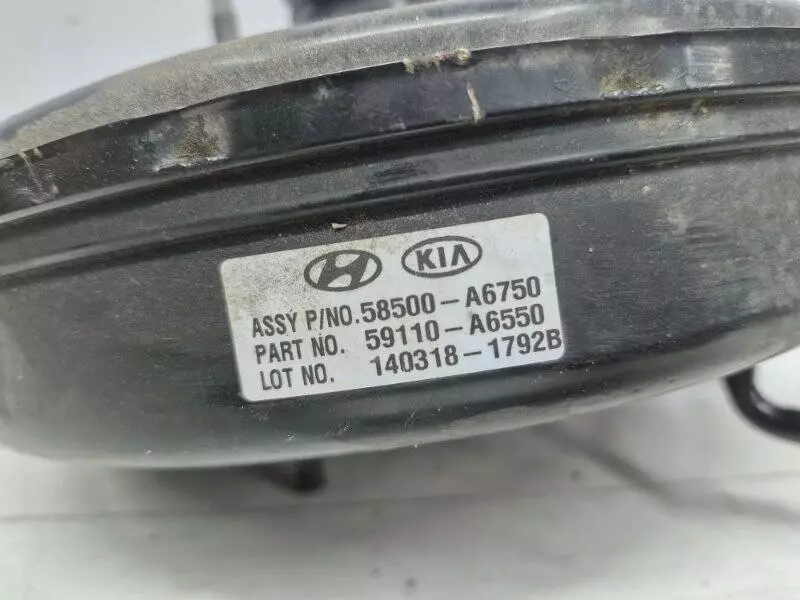 KIA
ASSY P/NO.58500-A6750
PART NO. 59110-A6550
LOT NO. 140318-1792B